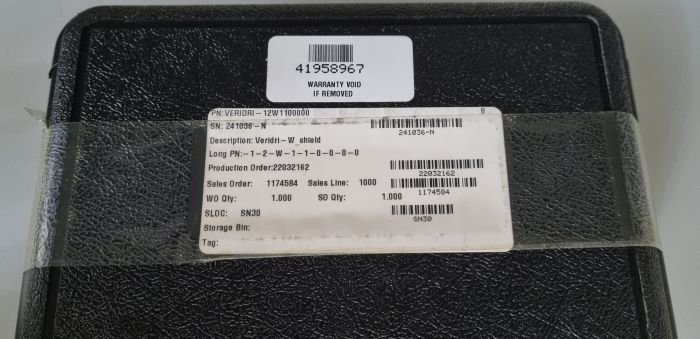 41958967
WARRANTY VOID
IF REMOVED
PN: VERIDRI-12W1100000 B
SN: 241036-N
241036-N
Description: Veridri-W_shield
Long PN:-1-2-W-1-1-0-0-0-0
Production Order:22032162
22032162
Sales Order: 1174584 Sales Line: 1000
1174584
WO Qty: 1.000 SO Qty: 1.000
SLOC: SN30
SN30
Storage Bin:
Tag: